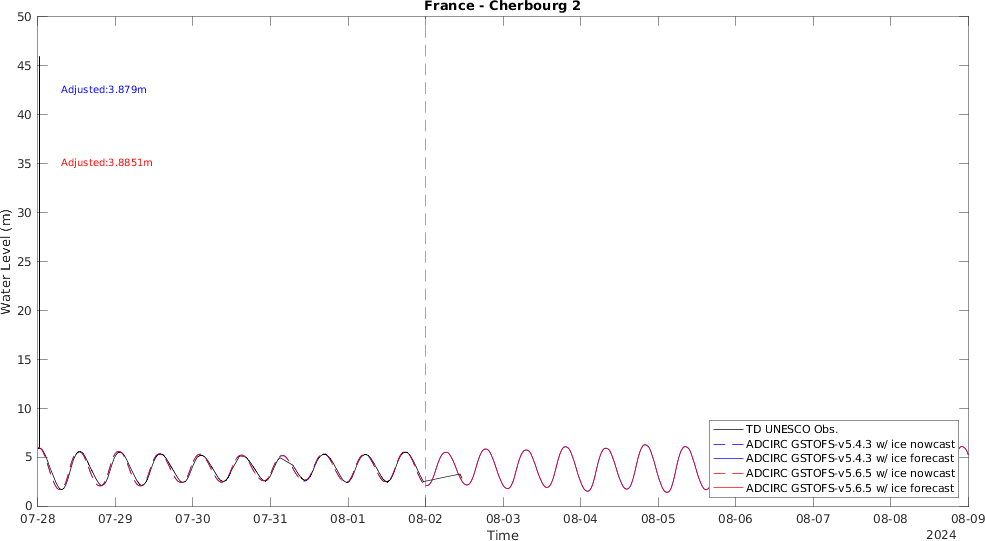 France - Cherbourg 2
50
45
40
35
30
25
20
15
10
5
0
Water Level (m)
Adjusted:3.879m
Adjusted:3.8851m
TD UNESCO Obs.
ADCIRC GSTOFS-v5.4.3 w/ ice nowcast
ADCIRC GSTOFS-v5.4.3 w/ ice forecast
ADCIRC GSTOFS-v5.6.5 w/ ice nowcast
ADCIRC GSTOFS-v5.6.5 w/ ice forecast
07-28 07-29 07-30 07-31 08-01 08-02 08-03 08-04 08-05 08-06 08-07 08-08 08-09
Time
2024